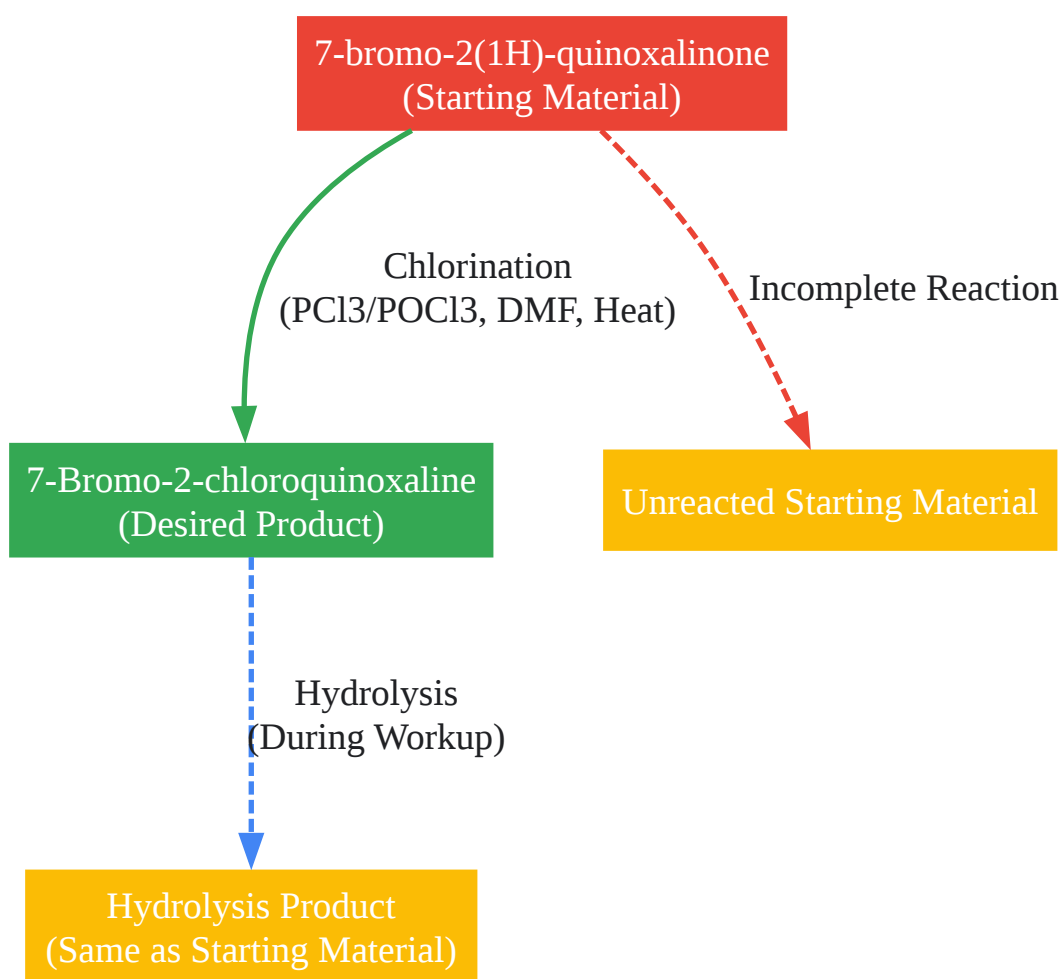 7-bromo-2(1H)-quinoxalinone
(Starting Material)
Chlorination
(PCl3/POCl3, DMF, Heat)
Incomplete Reaction
7-Bromo-2-chloroquinoxaline
(Desired Product)
Unreacted Starting Material
Hydrolysis
(During Workup)
Hydrolysis Product
(Same as Starting Material)